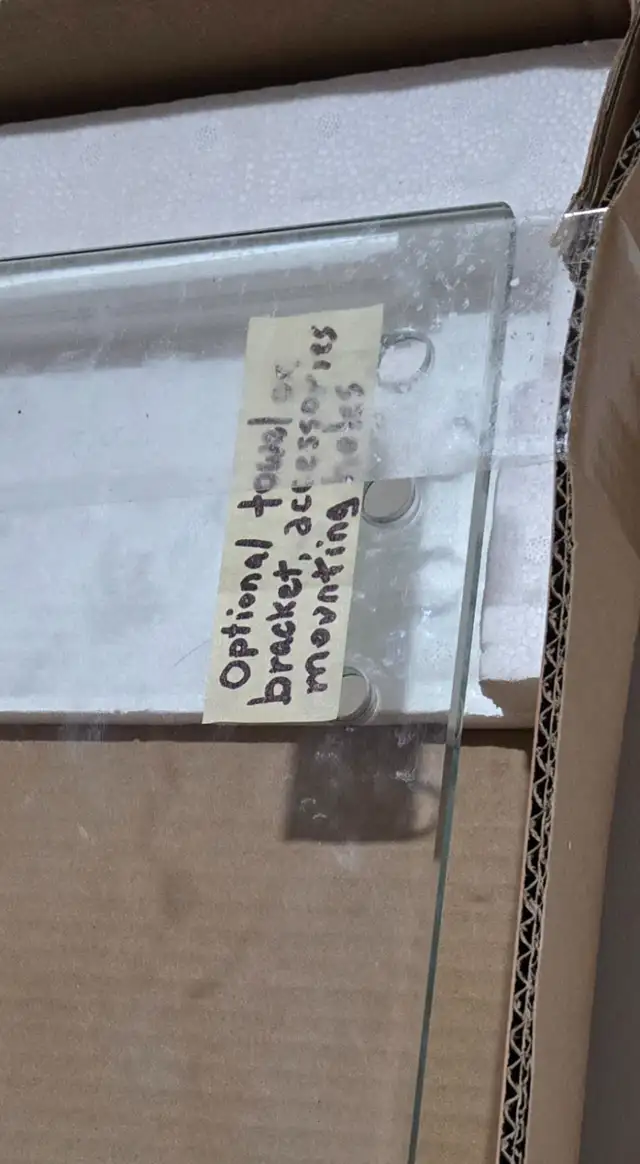 Optional towel or
bracket, accessories
mounting holes